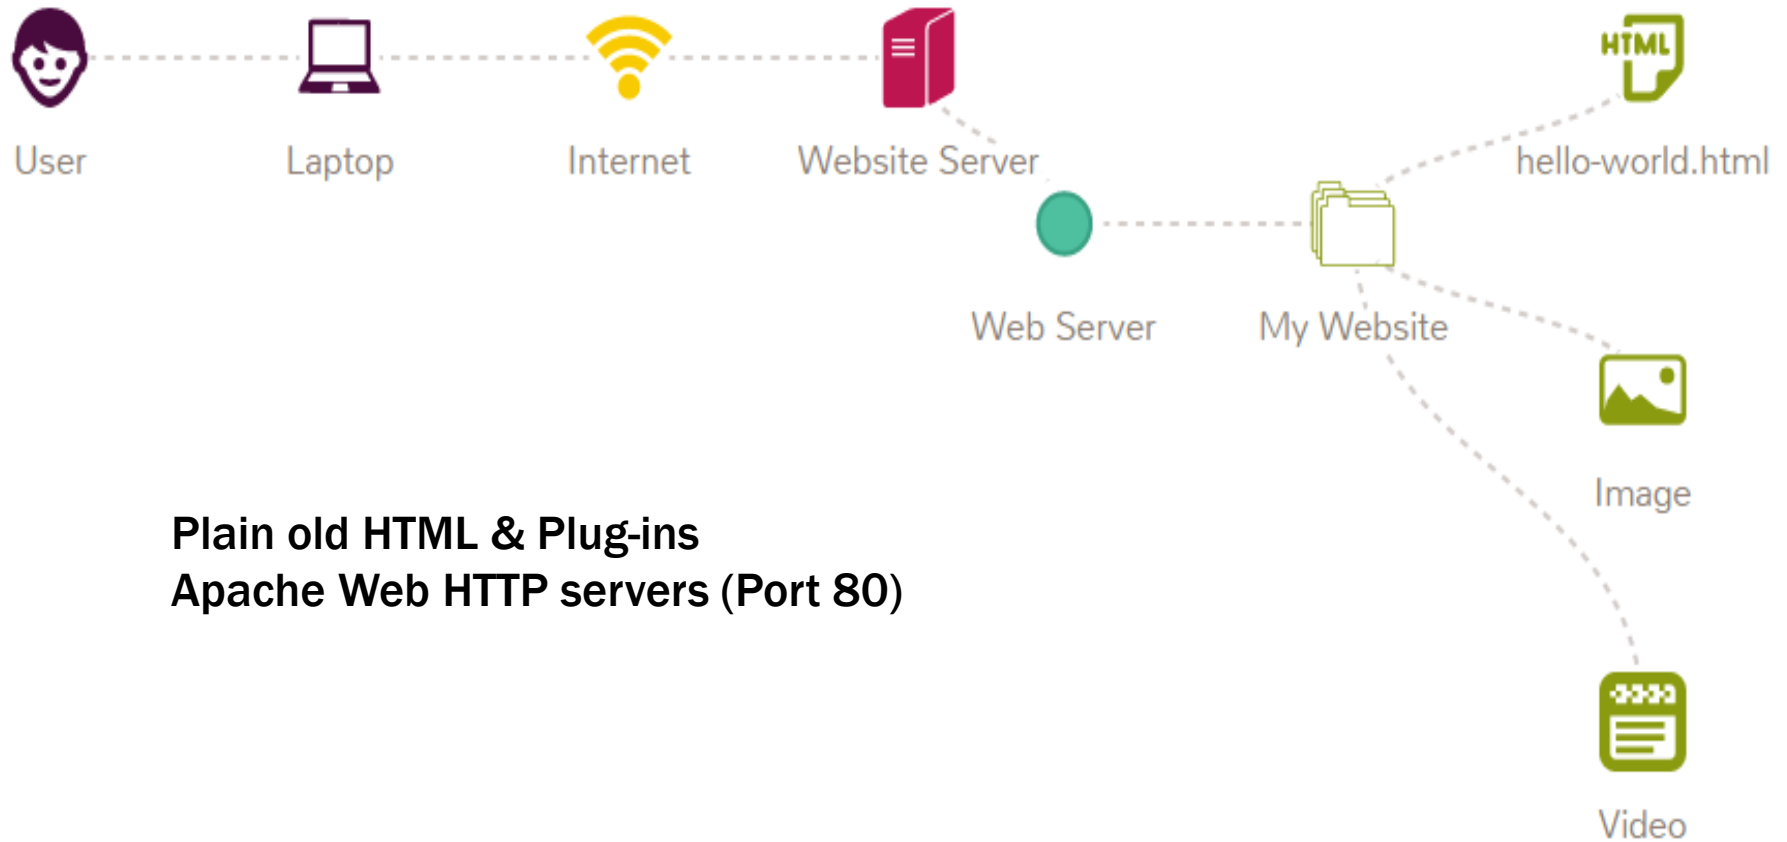 HTML
User
Laptop
Internet
Website Server
hello-world.html
Web Server
My Website
Image
Plain old HTML & Plug-ins
Apache Web HTTP servers (Port 80)
Video